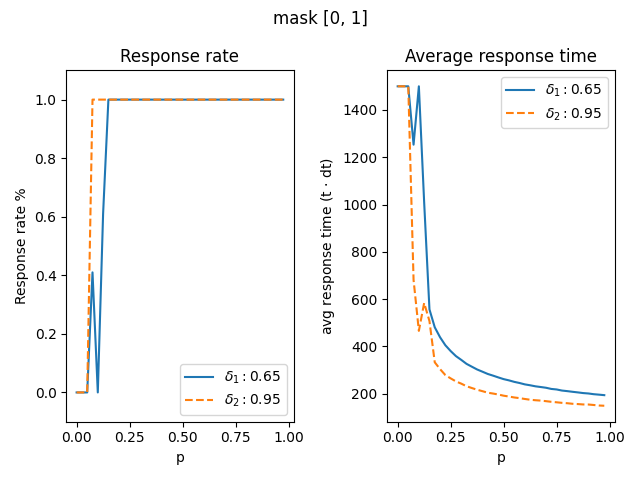 mask [0, 1]
Response rate
Response rate %
1.0
0.8
0.6
0.4
0.2
0.0
0.00 0.25 0.50 0.75 1.00
p
δ₁ : 0.65
δ₂ : 0.95
Average response time
avg response time (t · dt)
1400
1200
1000
800
600
400
200
0.00 0.25 0.50 0.75 1.00
p
δ₁ : 0.65
δ₂ : 0.95